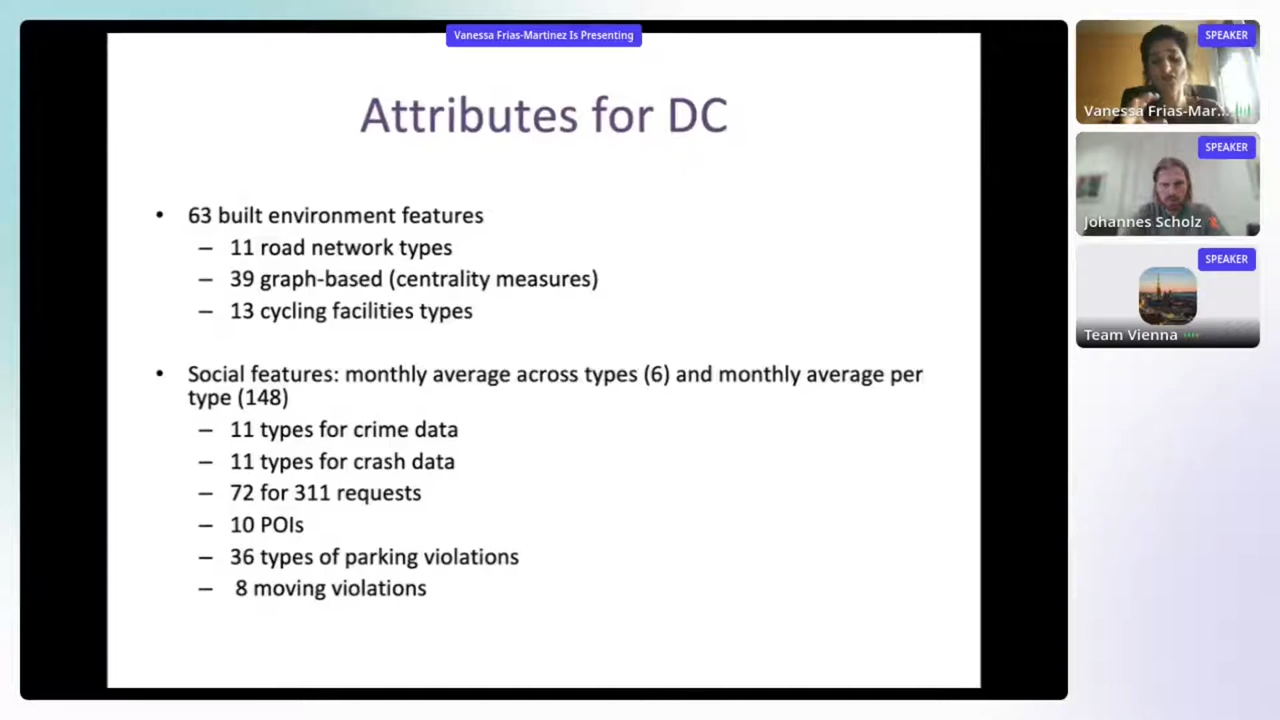 Vanessa Frias-Martinez Is Presenting
Attributes for DC
• 63 built environment features
– 11 road network types
– 39 graph-based (centrality measures)
– 13 cycling facilities types
• Social features: monthly average across types (6) and monthly average per
type (148)
– 11 types for crime data
– 11 types for crash data
– 72 for 311 requests
– 10 POIs
– 36 types of parking violations
– 8 moving violations
SPEAKER
Vanessa Frias-Mar...
SPEAKER
Johannes Scholz
SPEAKER
Team Vienna